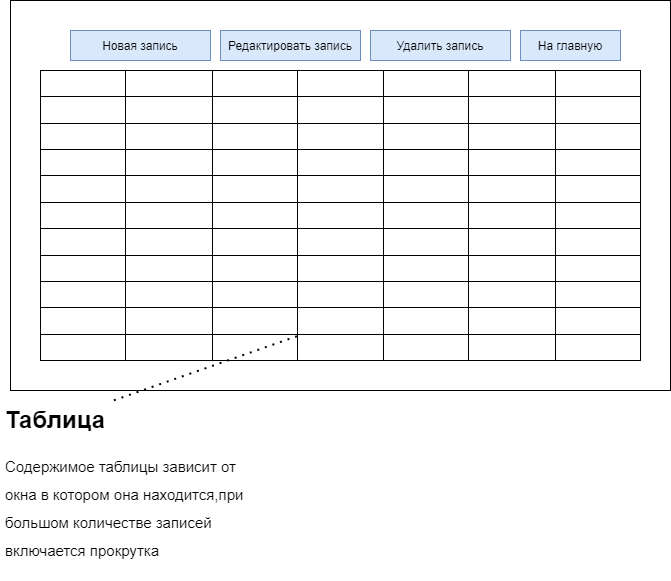 Новая запись
Редактировать запись
Удалить запись
На главную
Таблица
Содержимое таблицы зависит от
окна в котором она находится,при
большом количестве записей
включается прокрутка